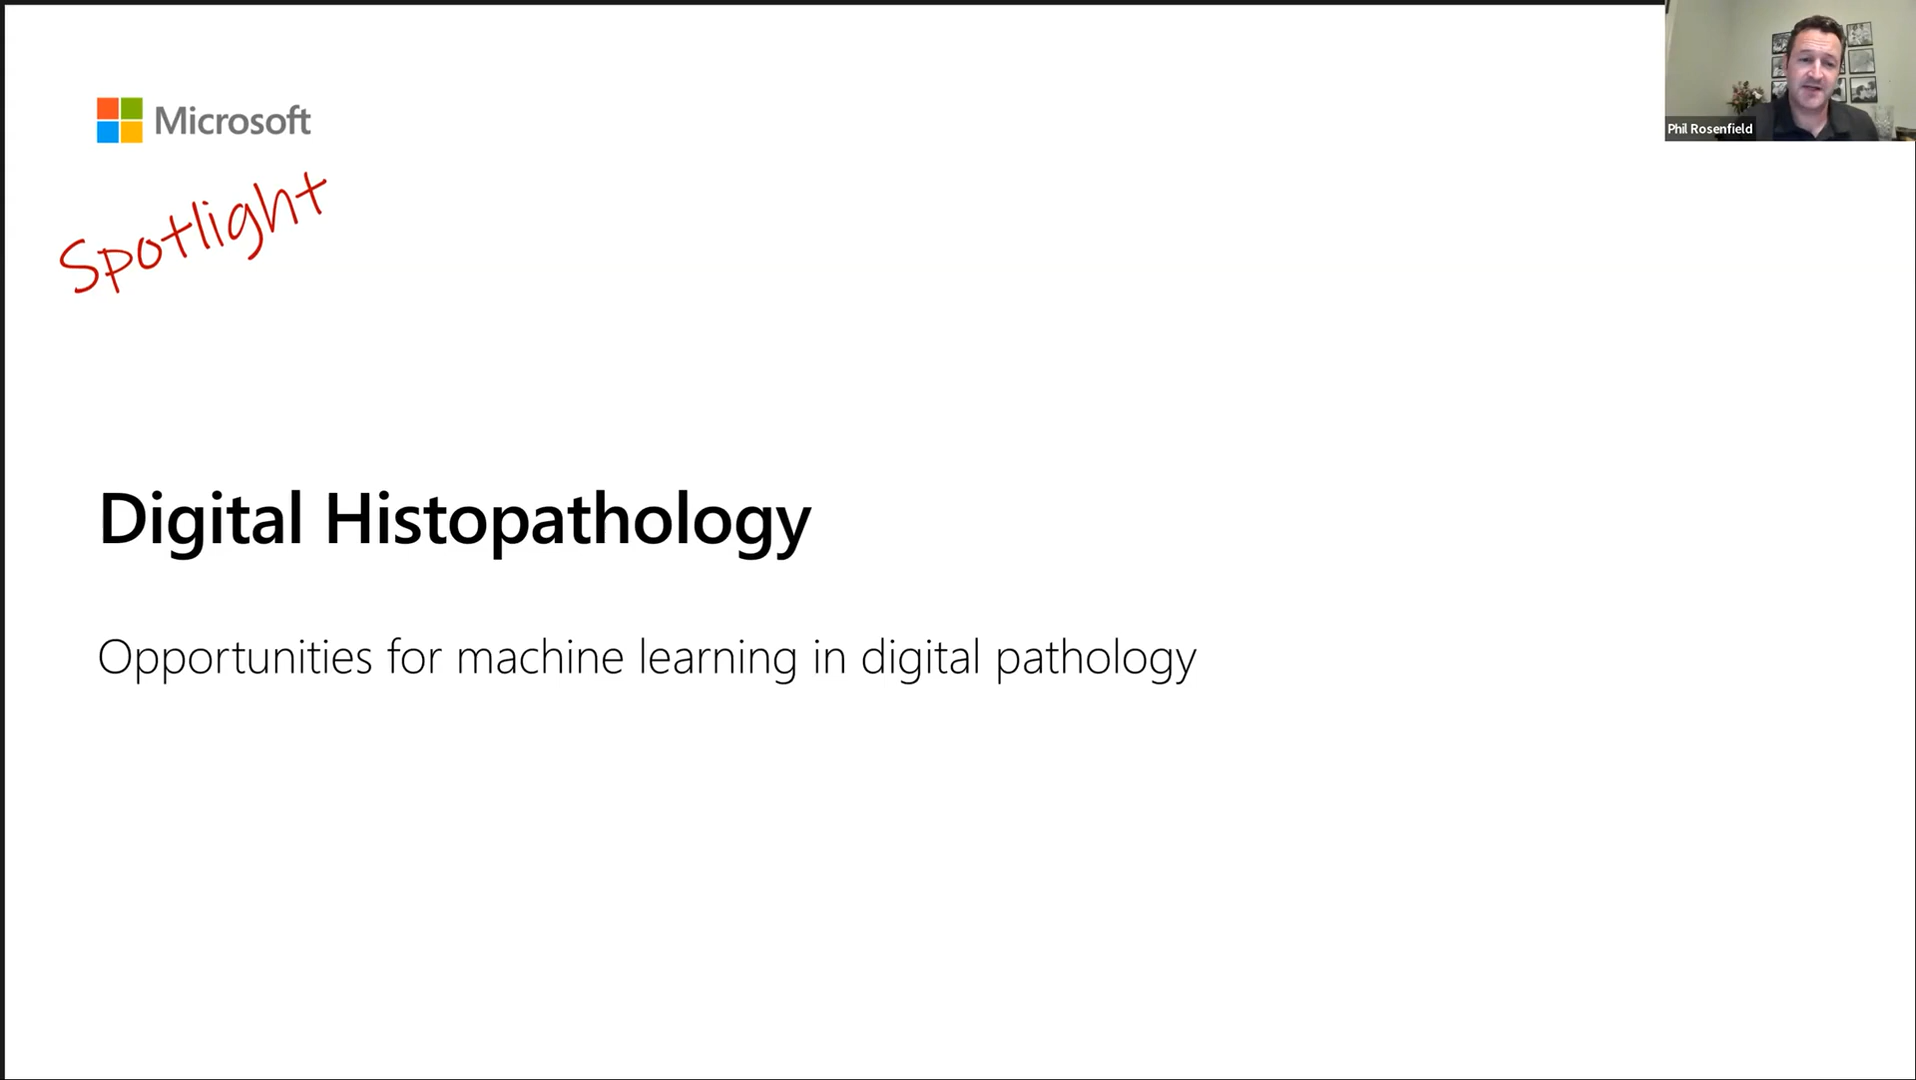 Microsoft
Phil Rosenfield
Spotlight
Digital Histopathology
Opportunities for machine learning in digital pathology